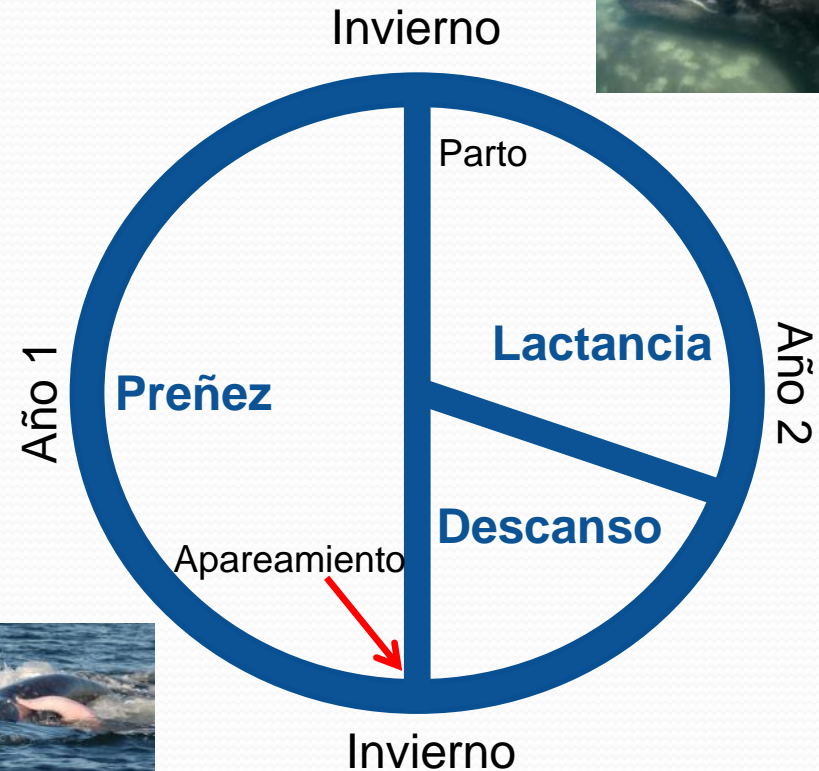 Invierno
Parto
Lactancia
Año 1
Preñez
Año 2
Descanso
Apareamiento
Invierno